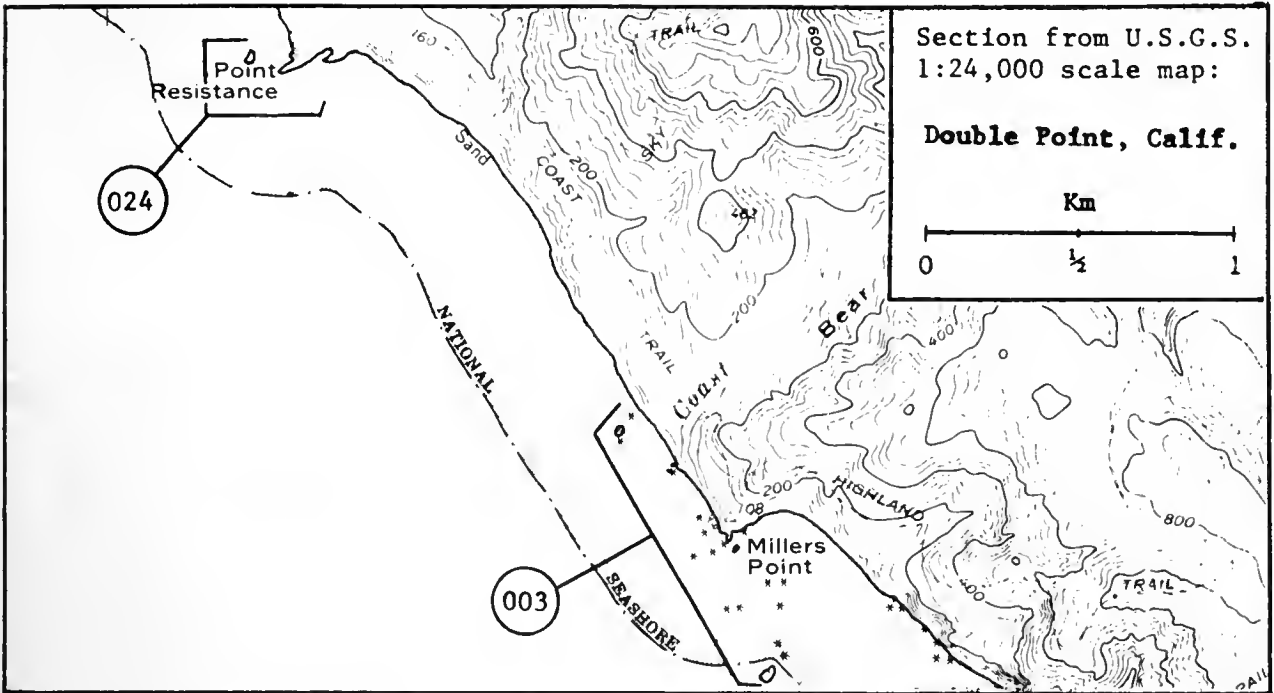 Section from U.S.G.S.
1:24,000 scale map:
Double Point, Calif.
Km
0 ½ 1
Point
Resistance
024
160
TRAIL
600
Sand
200
COAST
SKY
200
TRAIL
Coast
Bear
400
NATIONAL
200
HIGHLAND
108
800
Millers
Point
003
SEASHORE
400
TRAIL